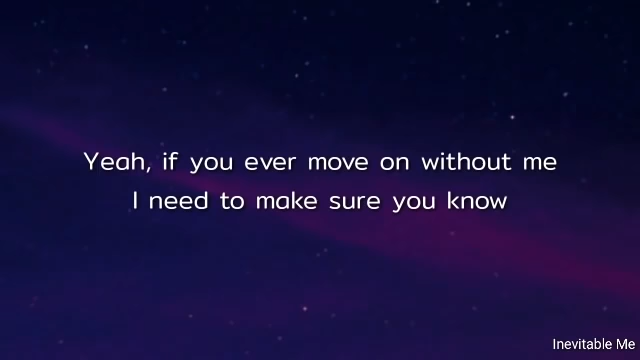 Yeah, if you ever move on without me
I need to make sure you know
Inevitable Me